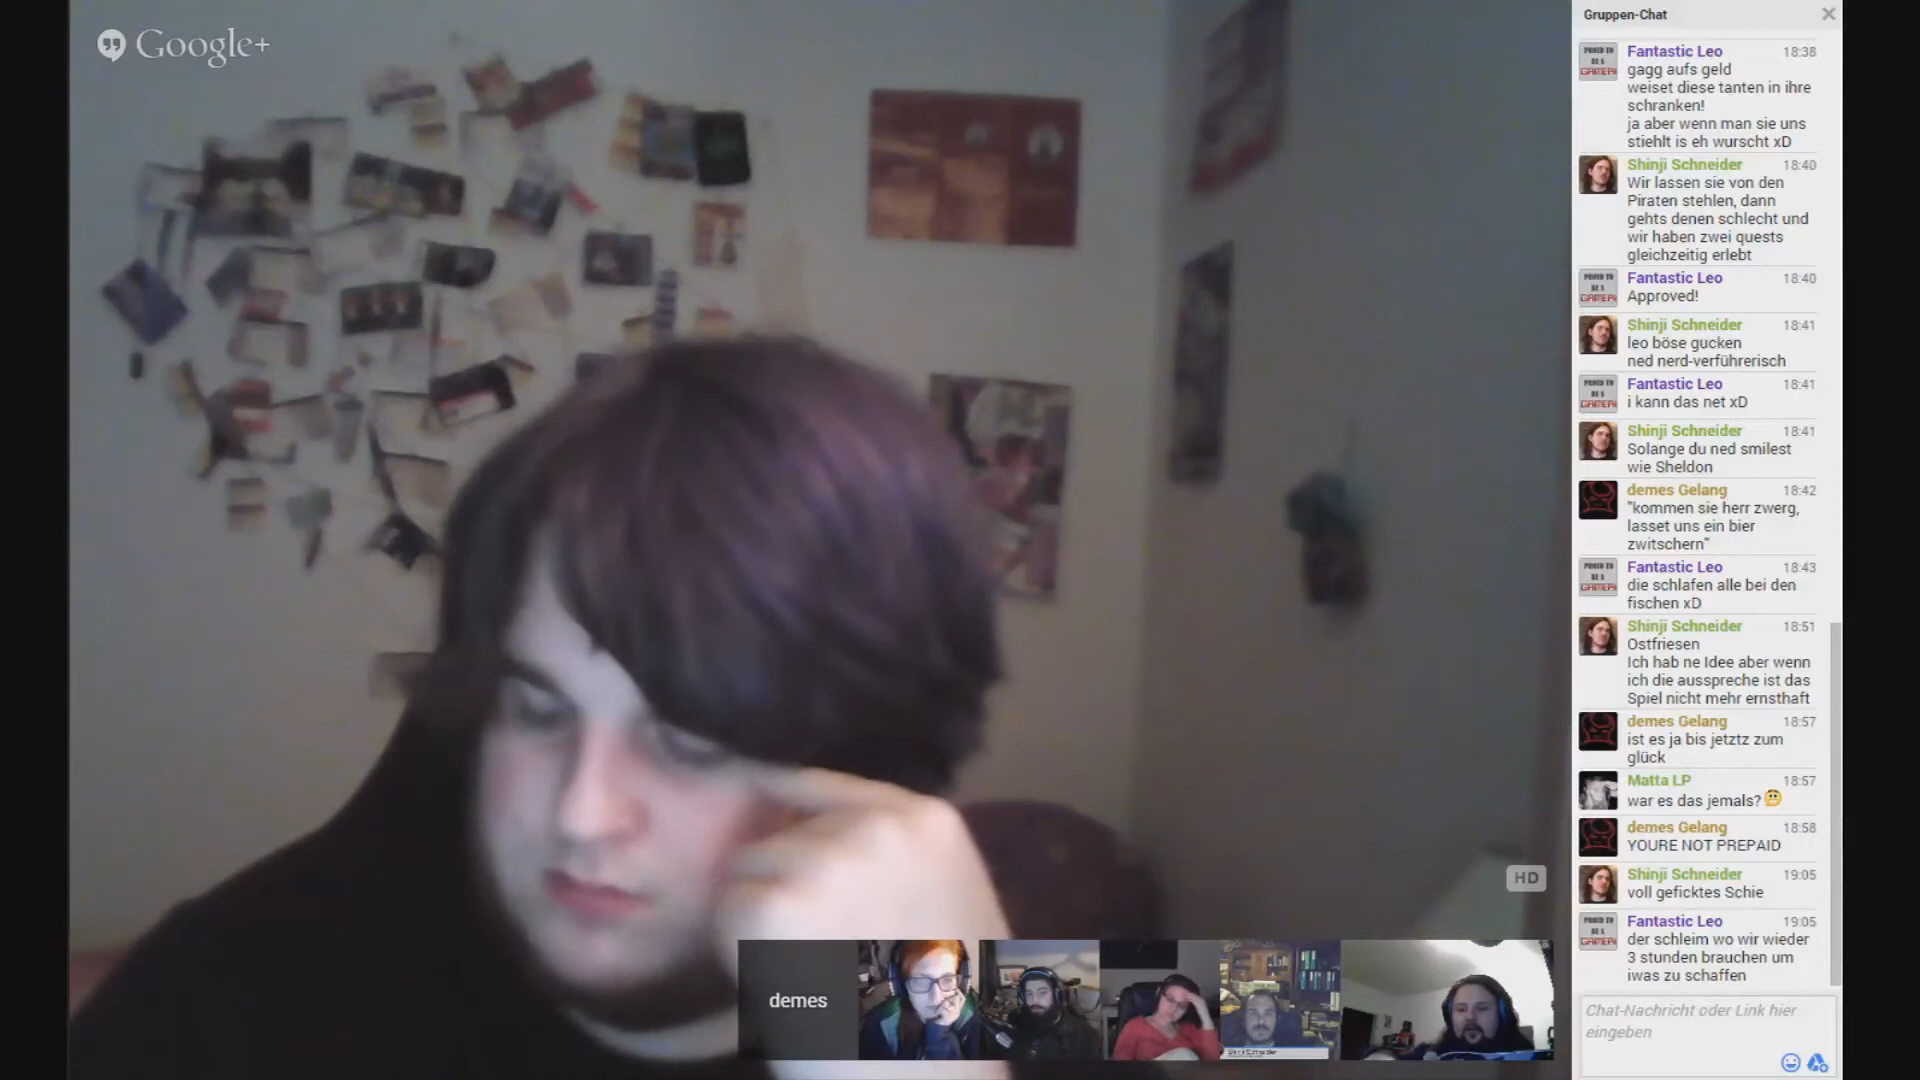 Google+
Gruppen-Chat
Fantastic Leo 18:38
gagg aufs geld
weiset diese tanten in ihre
schranken!
ja aber wenn man sie uns
stiehlt is eh wurscht xD
Shinji Schneider 18:40
Wir lassen sie von den
Piraten stehlen, dann
gehts denen schlecht und
wir haben zwei quests
gleichzeitig erlebt
Fantastic Leo 18:40
Approved!
Shinji Schneider 18:41
leo böse gucken
ned nerd-verführerisch
Fantastic Leo 18:41
i kann das net xD
Shinji Schneider 18:41
Solange du ned smilest
wie Sheldon
demes Gelang 18:42
"kommen sie herr zwerg,
lasset uns ein bier
zwitschern"
Fantastic Leo 18:43
die schlafen alle bei den
fischen xD
Shinji Schneider 18:51
Ostfriesen
Ich hab ne Idee aber wenn
ich die ausspreche ist das
Spiel nicht mehr ernsthaft
demes Gelang 18:57
ist es ja bis jetztz zum
glück
Matta LP 18:57
war es das jemals?😬
demes Gelang 18:58
YOURE NOT PREPAID
Shinji Schneider 19:05
voll geficktes Schie
Fantastic Leo 19:05
der schleim wo wir wieder
3 stunden brauchen um
iwas zu schaffen
Chat-Nachricht oder Link hier
eingeben
HD
demes
Shinji Schneider